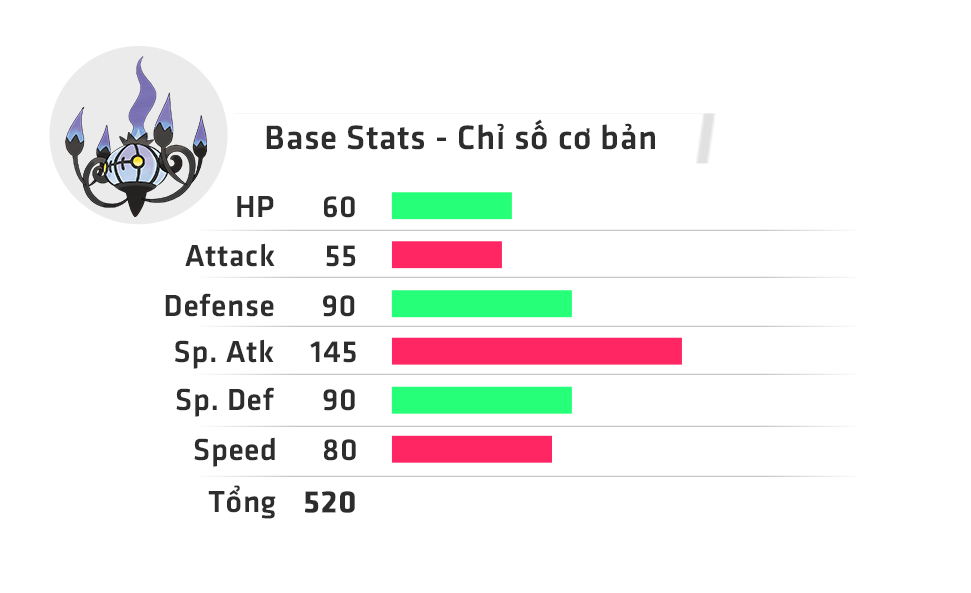 Base Stats - Chỉ số cơ bản
HP 60
Attack 55
Defense 90
Sp. Atk 145
Sp. Def 90
Speed 80
Tổng 520